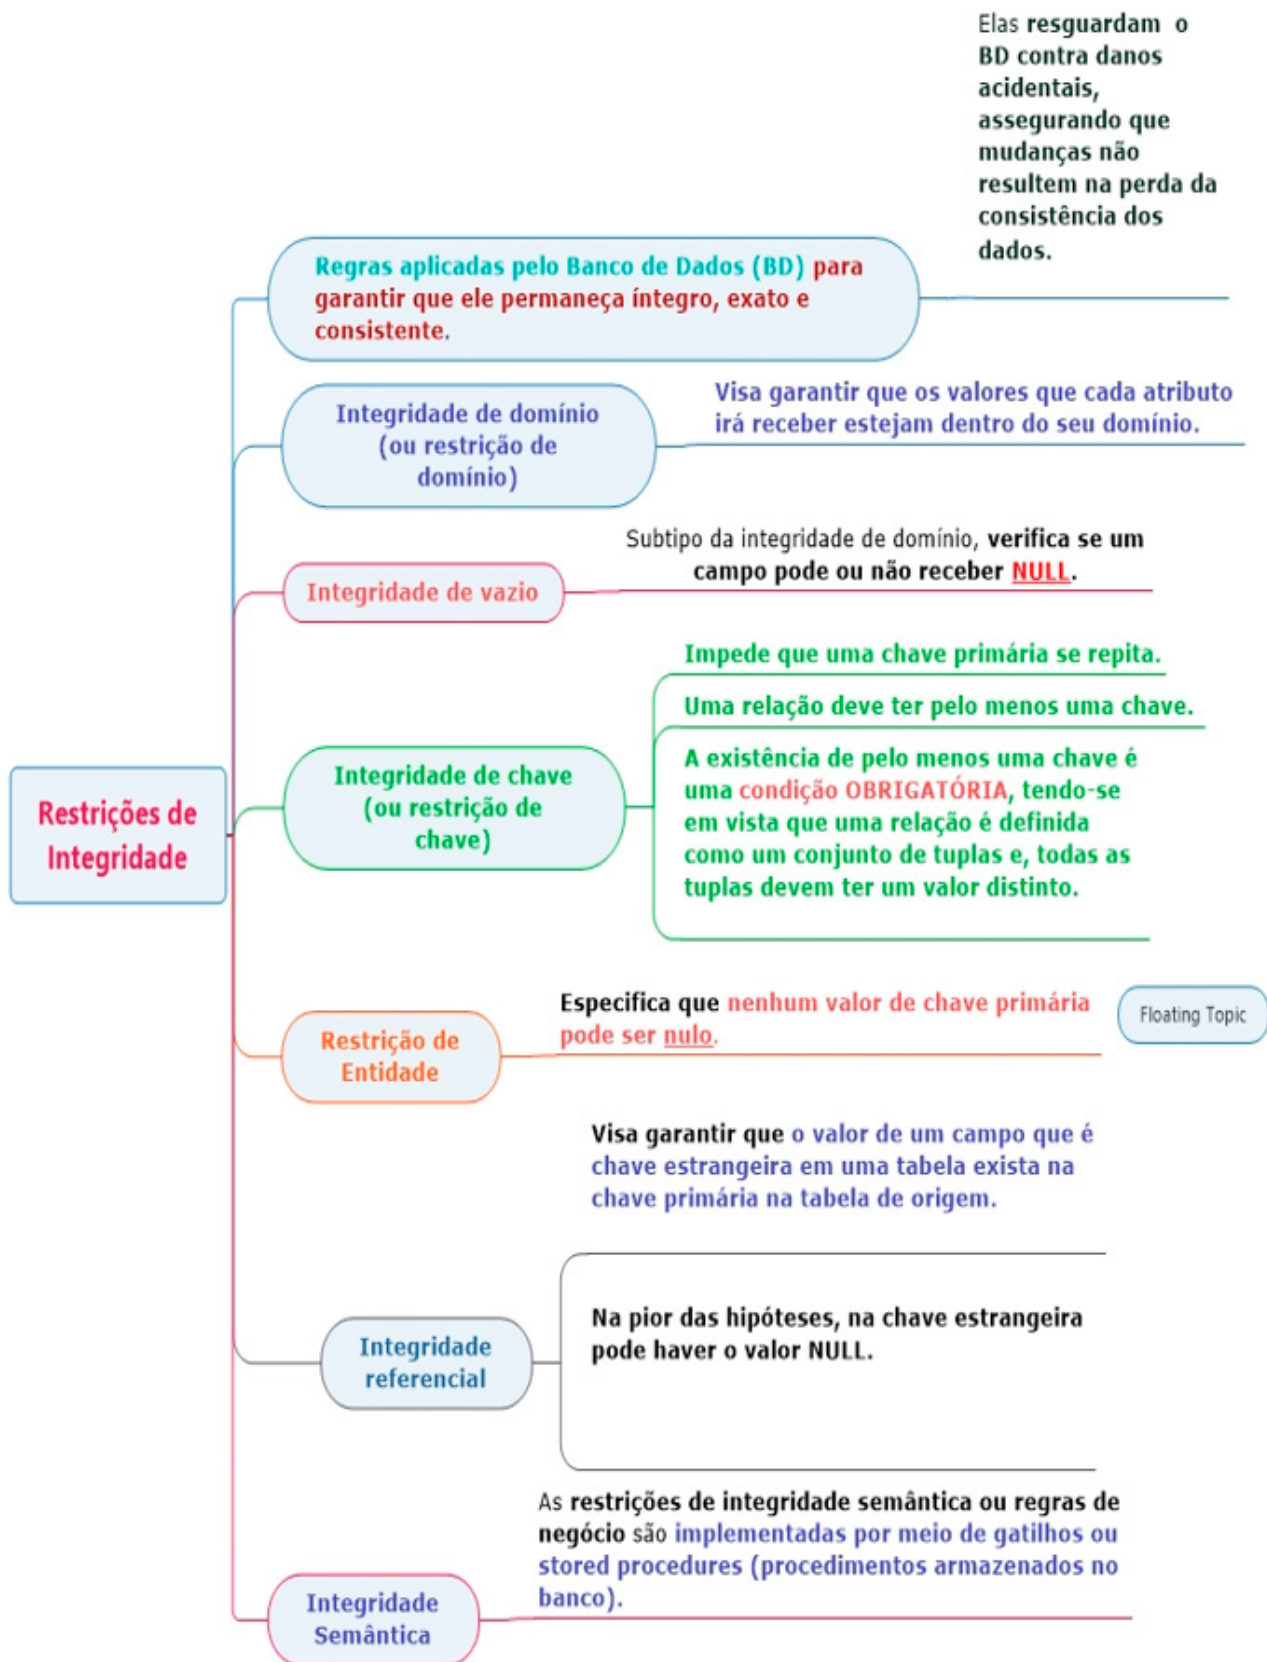 Elas resguardam o
BD contra danos
acidentais,
assegurando que
mudanças não
resultem na perda da
consistência dos
dados.
Regras aplicadas pelo Banco de Dados (BD) para
garantir que ele permaneça íntegro, exato e
consistente.
Integridade de domínio
(ou restrição de
domínio)
Visa garantir que os valores que cada atributo
irá receber estejam dentro do seu domínio.
Subtipo da integridade de domínio, verifica se um
campo pode ou não receber NULL.
Integridade de vazio
Impede que uma chave primária se repita.
Uma relação deve ter pelo menos uma chave.
A existência de pelo menos uma chave é
uma condição OBRIGATÓRIA, tendo-se
em vista que uma relação é definida
como um conjunto de tuplas e, todas as
tuplas devem ter um valor distinto.
Integridade de chave
(ou restrição de
chave)
Restrições de
Integridade
Especifica que nenhum valor de chave primária
pode ser nulo.
Floating Topic
Restrição de
Entidade
Visa garantir que o valor de um campo que é
chave estrangeira em uma tabela exista na
chave primária na tabela de origem.
Na pior das hipóteses, na chave estrangeira
pode haver o valor NULL.
Integridade
referencial
As restrições de integridade semântica ou regras de
negócio são implementadas por meio de gatilhos ou
stored procedures (procedimentos armazenados no
banco).
Integridade
Semântica